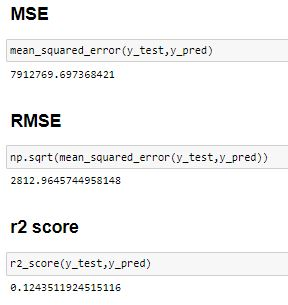 MSE
mean_squared_error(y_test,y_pred)
7912769.697368421
RMSE
np.sqrt(mean_squared_error(y_test,y_pred))
2812.9645744958148
r2 score
r2_score(y_test,y_pred)
0.1243511924515116